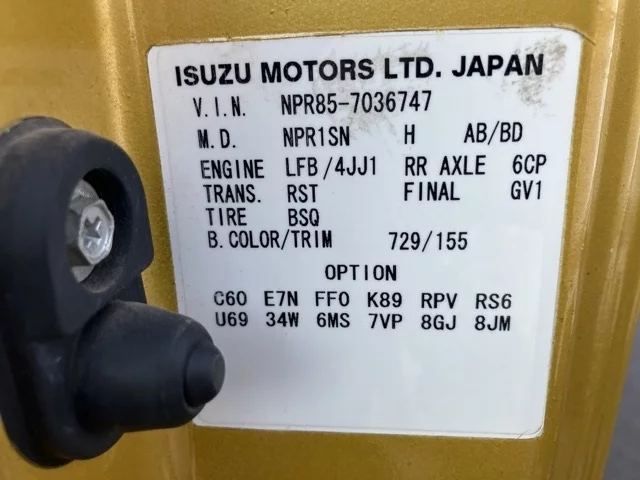 ISUZU MOTORS LTD. JAPAN
V.I.N. NPR85-7036747
M.D. NPR1SN H AB/BD
ENGINE LFB/4JJ1 RR AXLE 6CP
TRANS. RST FINAL GV1
TIRE BSQ
B.COLOR/TRIM 729/155
OPTION
C60 E7N FF0 K89 RPV RS6
U69 34W 6MS 7VP 8GJ 8JM